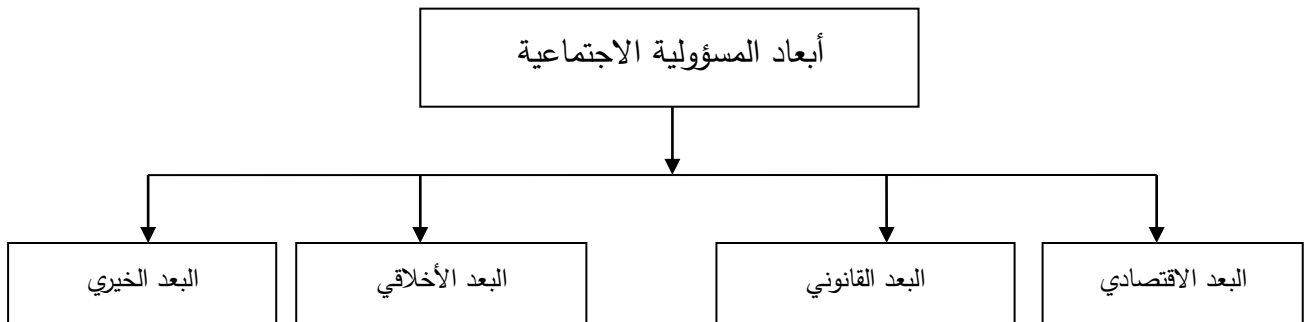 أبعاد المسؤولية الاجتماعية
البعد الاقتصادي
البعد القانوني
البعد الأخلاقي
البعد الخيري